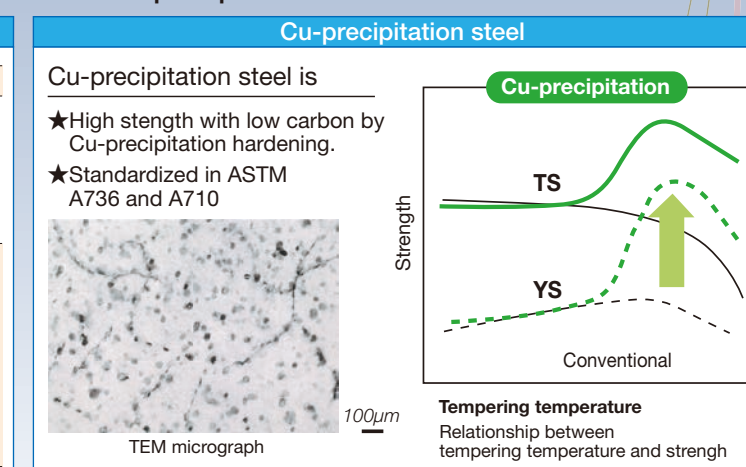 Cu-precipitation steel
Cu-precipitation steel is
★High stength with low carbon by
Cu-precipitation hardening.
★Standardized in ASTM
A736 and A710
100μm
TEM micrograph
Cu-precipitation
TS
YS
Strength
Conventional
Tempering temperature
Relationship between
tempering temperature and strengh